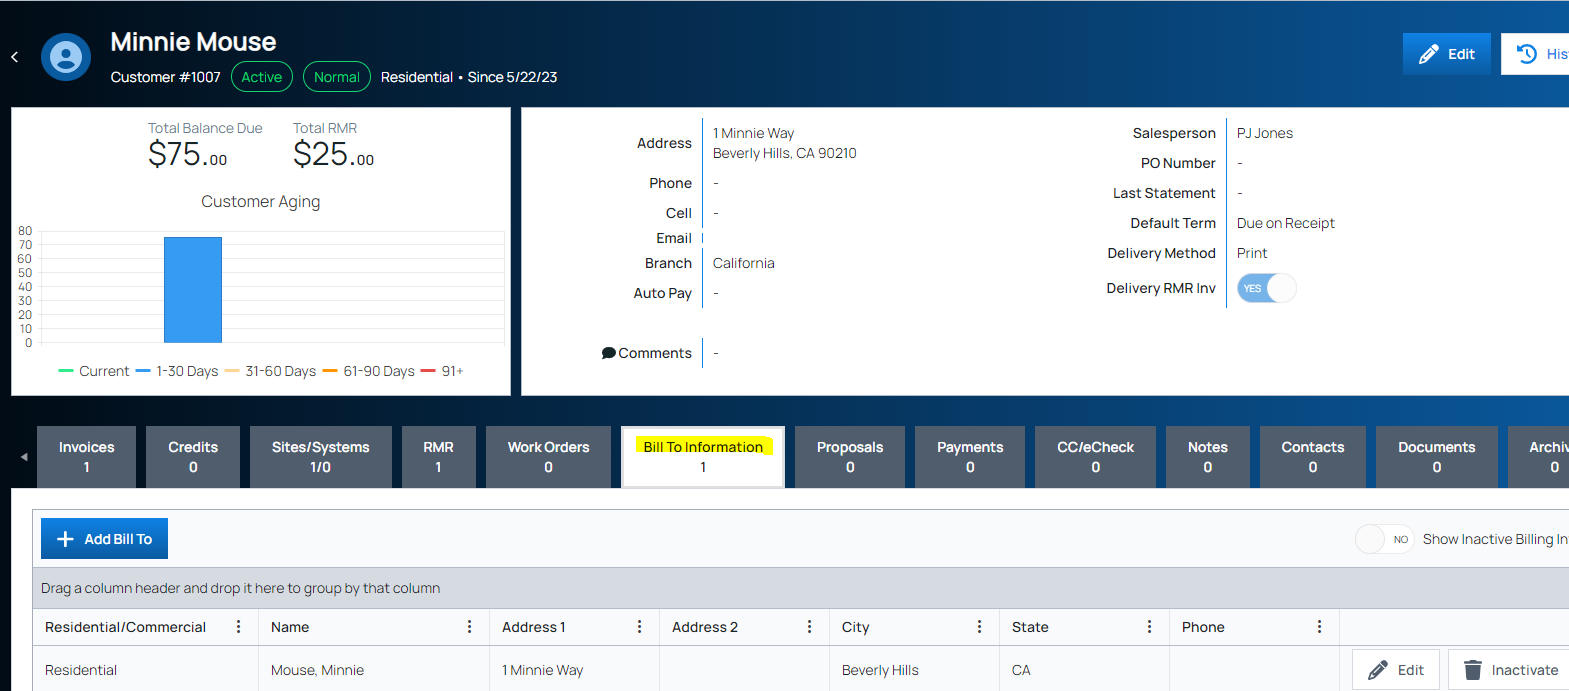 Minnie Mouse
Edit
His
Customer #1007 Active Normal Residential • Since 5/22/23
Total Balance Due Total RMR
$75.00 $25.00
Customer Aging
80
70
60
50
40
30
20
10
0
Current 1-30 Days 31-60 Days 61-90 Days 91+
Address 1 Minnie Way
Beverly Hills, CA 90210
Phone -
Cell -
Email
Branch California
Auto Pay -
Comments -
Salesperson PJ Jones
PO Number -
Last Statement -
Default Term Due on Receipt
Delivery Method Print
Delivery RMR Inv YES
Invoices Credits Sites/Systems RMR Work Orders Bill To Information Proposals Payments CC/eCheck Notes Contacts Documents Archiv
1 0 1/0 1 0 1 0 0 0 0 0 0 0
+ Add Bill To NO Show Inactive Billing In
Drag a column header and drop it here to group by that column
Residential/Commercial Name Address 1 Address 2 City State Phone
Residential Mouse, Minnie 1 Minnie Way Beverly Hills CA Edit Inactivate